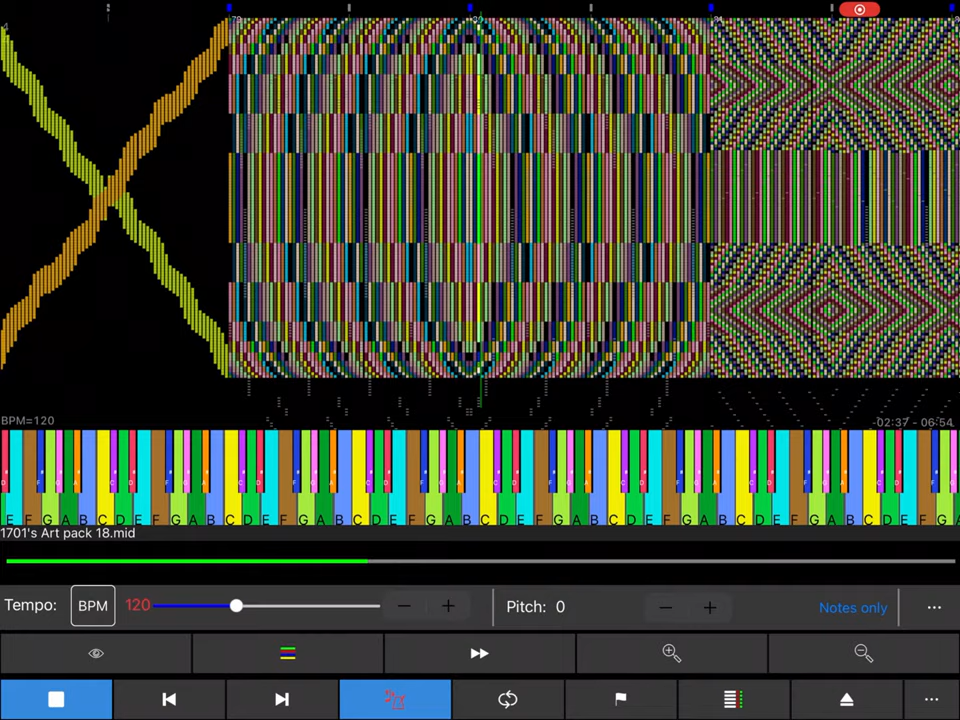 BPM=120
-02:37 - 06:54
E F G A B C D E F G A B C D E F G A B C D E F G A B C D E F G A B C D E F G A B C D E F G A B C D E F G
1701's Art pack 18.mid
Tempo: BPM 120 Pitch: 0 Notes only